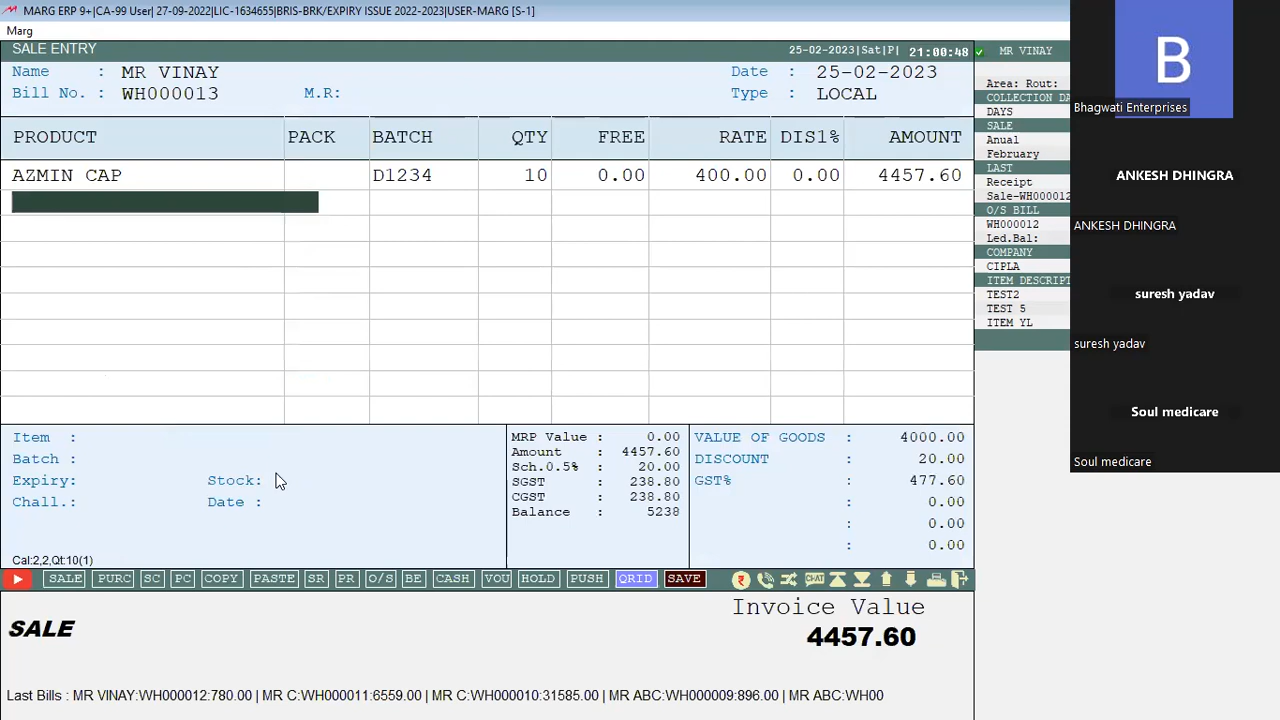 MARG ERP 9+|CA-99 User| 27-09-2022|LIC-1634655|BRIS-BRK/EXPIRY ISSUE 2022-2023|USER-MARG [S-1]
Marg
SALE ENTRY 25-02-2023|Sat|P| 21:00:48 MR VINAY
Name : MR VINAY Date : 25-02-2023
Bill No. : WH000013 M.R: Type : LOCAL
PRODUCT PACK BATCH QTY FREE RATE DIS1% AMOUNT
AZMIN CAP D1234 10 0.00 400.00 0.00 4457.60
Item :
Batch :
Expiry: Stock:
Chall.: Date :
Cal:2,2,Qt:10(1)
MRP Value : 0.00
Amount : 4457.60
Sch.0.5% : 20.00
SGST : 238.80
CGST : 238.80
Balance : 5238
VALUE OF GOODS : 4000.00
DISCOUNT : 20.00
GST% : 477.60
: 0.00
: 0.00
: 0.00
SALE PURC SC PC COPY PASTE SR PR O/S BE CASH VOU HOLD PUSH QRID SAVE CHAT
SALE
Invoice Value
4457.60
Last Bills : MR VINAY:WH000012:780.00 | MR C:WH000011:6559.00 | MR C:WH000010:31585.00 | MR ABC:WH000009:896.00 | MR ABC:WH00
Area: Rout:
COLLECTION DA
DAYS
SALE
Anual
February
LAST
Receipt
Sale-WH000012
O/S BILL
WH000012
Led.Bal:
COMPANY
CIPLA
ITEM DESCRIPT
TEST2
TEST 5
ITEM YL
B
Bhagwati Enterprises
ANKESH DHINGRA
ANKESH DHINGRA
suresh yadav
suresh yadav
Soul medicare
Soul medicare